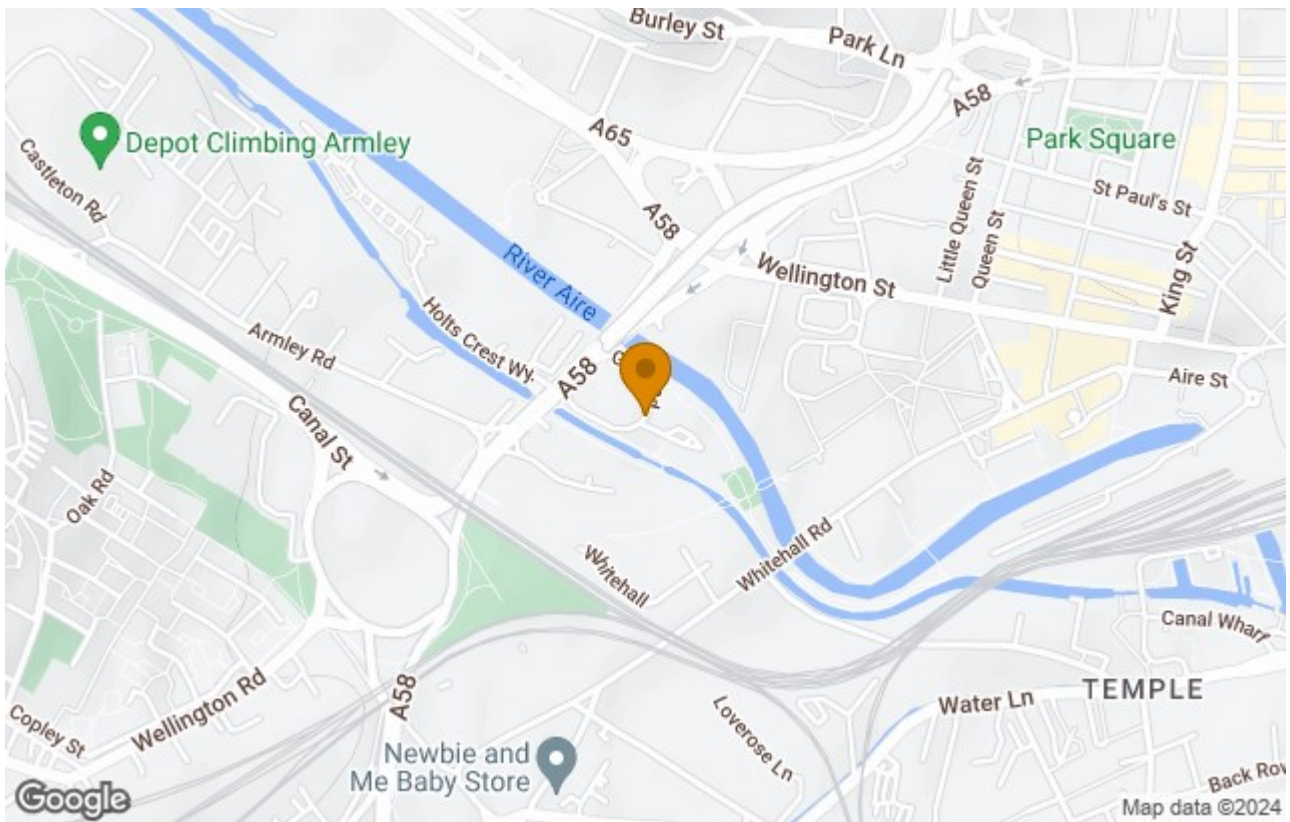 Burley St
Park Ln
A58
A65
Depot Climbing Armley
Park Square
Castleton Rd
St Paul's St
A58
Little Queen St
Queen St
King St
River Aire
Wellington St
Holts Crest Wy.
Armley Rd
A58
Aire St
Canal St
Oak Rd
Whitehall Rd
Whitehall
Canal Wharf
Wellington Rd
A58
TEMPLE
Water Ln
Loverose Ln
Copley St
Newbie and
Me Baby Store
Back Row
Google
Map data ©2024